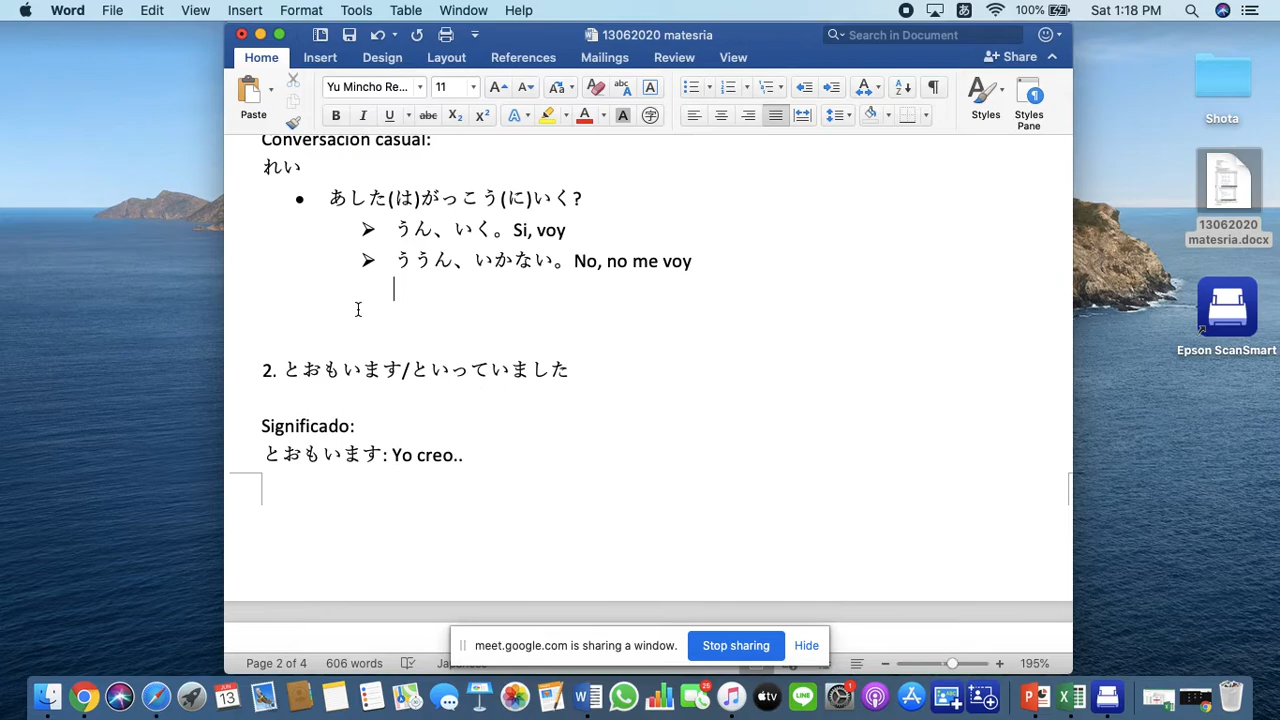 Word File Edit View Insert Format Tools Table Window Help 100% Sat 1:18 PM
13062020 matesria
Search in Document
Home Insert Design Layout References Mailings Review View Share
Paste
Yu Mincho Re... 11
Styles
Styles Pane
Conversación casual:
れい
• あした(は)がっこう(に)いく?
➢ うん、いく。Si, voy
➢ ううん、いかない。No, no me voy
2. とおもいます/といっていました
Significado:
とおもいます: Yo creo..
meet.google.com is sharing a window. Stop sharing Hide
Page 2 of 4 606 words 195%
Shota
13062020 matesria.docx
Epson ScanSmart